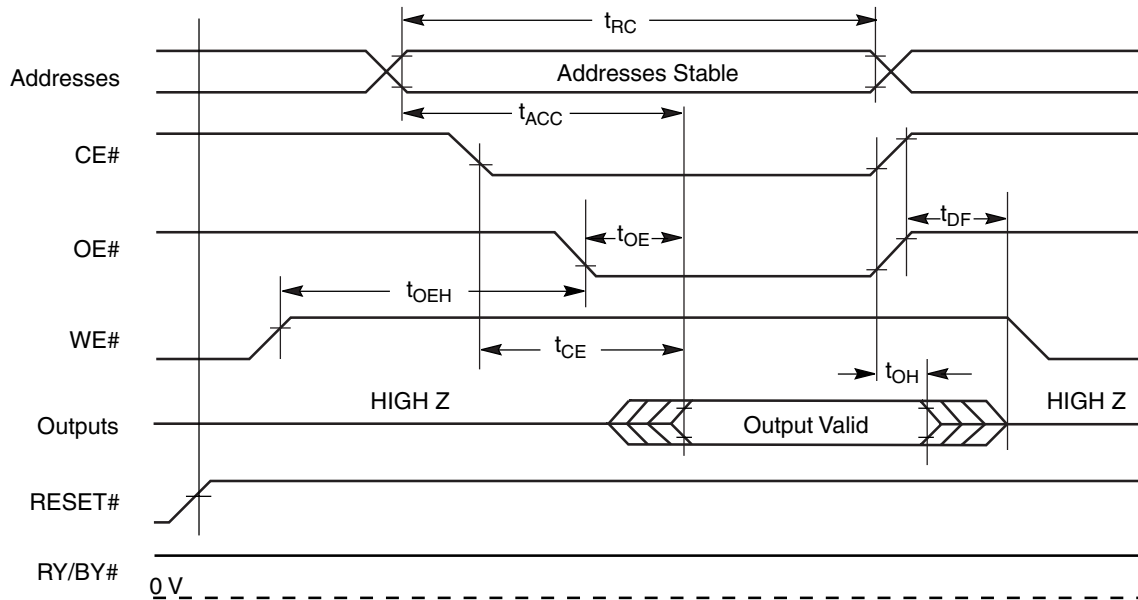 tRC
Addresses
Addresses Stable
tACC
CE#
tDF
OE#
tOE
tOEH
WE#
tCE
tOH
HIGH Z
HIGH Z
Outputs
Output Valid
RESET#
RY/BY#
0 V